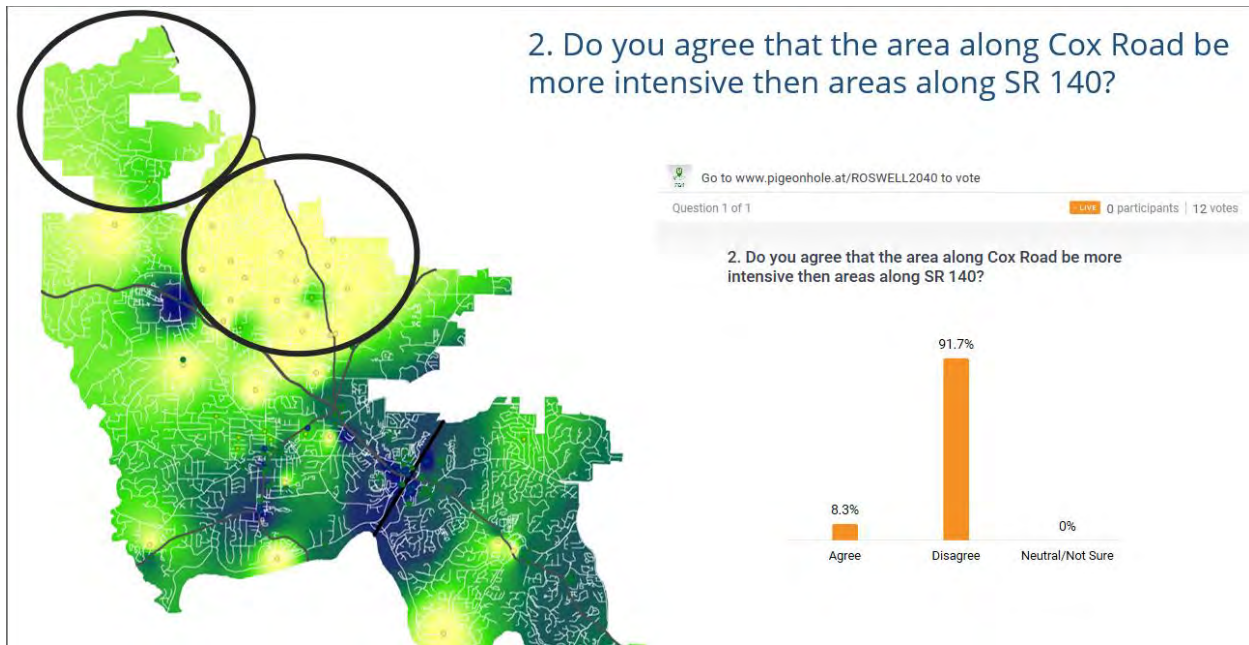 2. Do you agree that the area along Cox Road be
more intensive then areas along SR 140?
Go to www.pigeonhole.at/ROSWELL2040 to vote
Question 1 of 1
LIVE 0 participants | 12 votes
2. Do you agree that the area along Cox Road be more
intensive then areas along SR 140?
91.7%
8.3%
0%
Agree Disagree Neutral/Not Sure